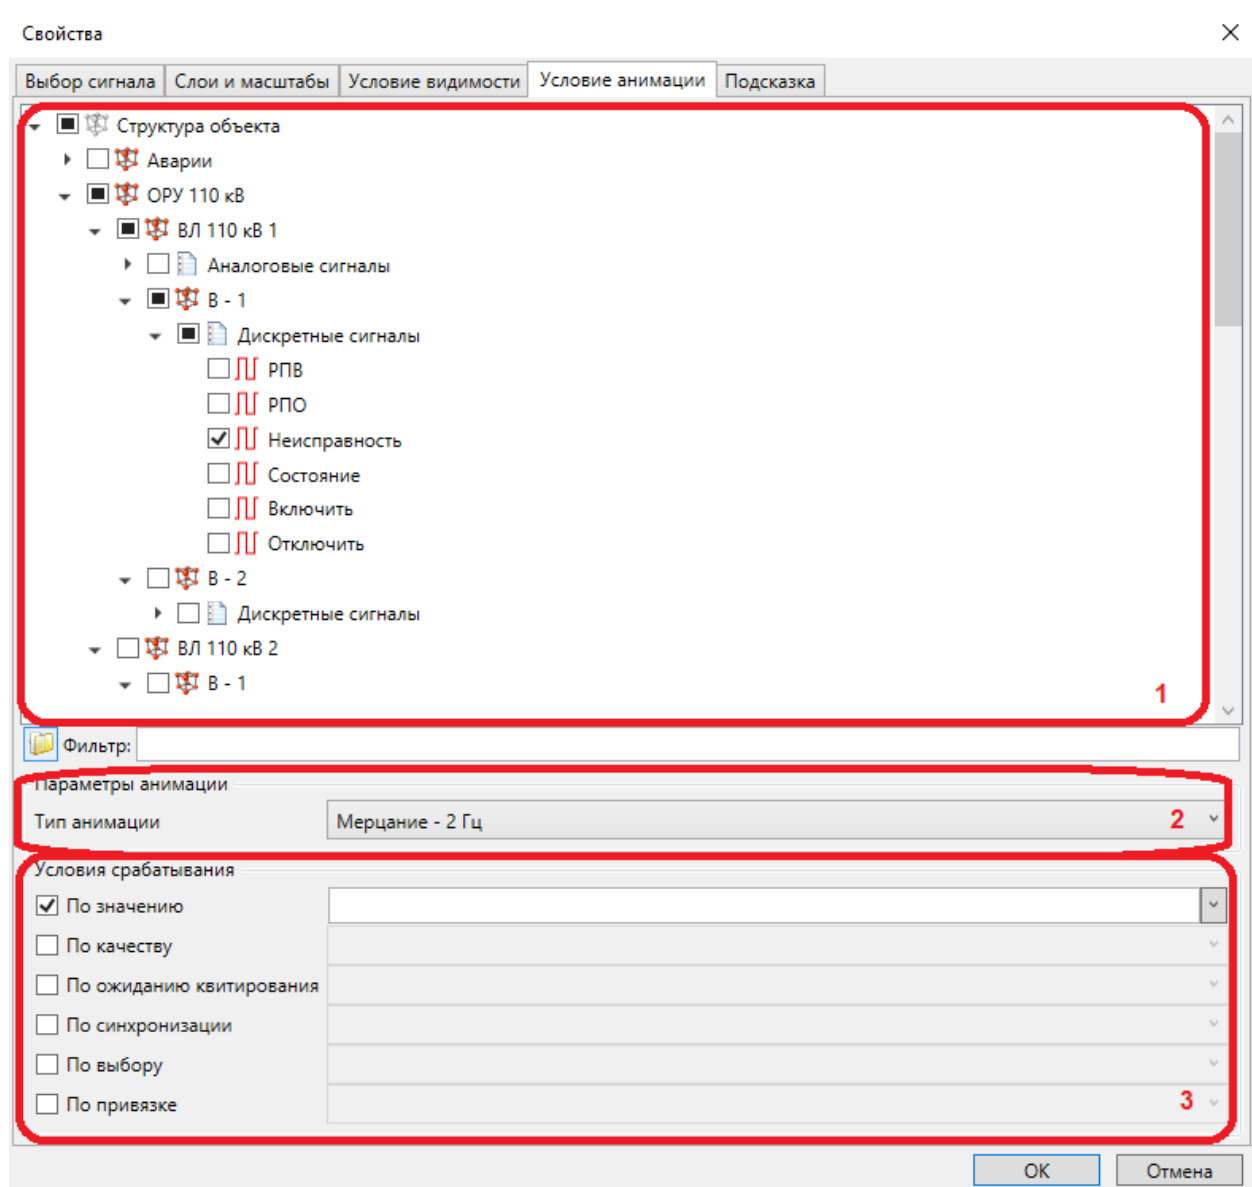 Свойства
Выбор сигнала Слои и масштабы Условие видимости Условие анимации Подсказка
Структура объекта
Аварии
ОРУ 110 кВ
ВЛ 110 кВ 1
Аналоговые сигналы
В - 1
Дискретные сигналы
РПВ
РПО
Неисправность
Состояние
Включить
Отключить
В - 2
Дискретные сигналы
ВЛ 110 кВ 2
В - 1
1
Фильтр:
Параметры анимации
Тип анимации Мерцание - 2 Гц 2
Условия срабатывания
По значению
По качеству
По ожиданию квитирования
По синхронизации
По выбору
По привязке 3
ОК Отмена